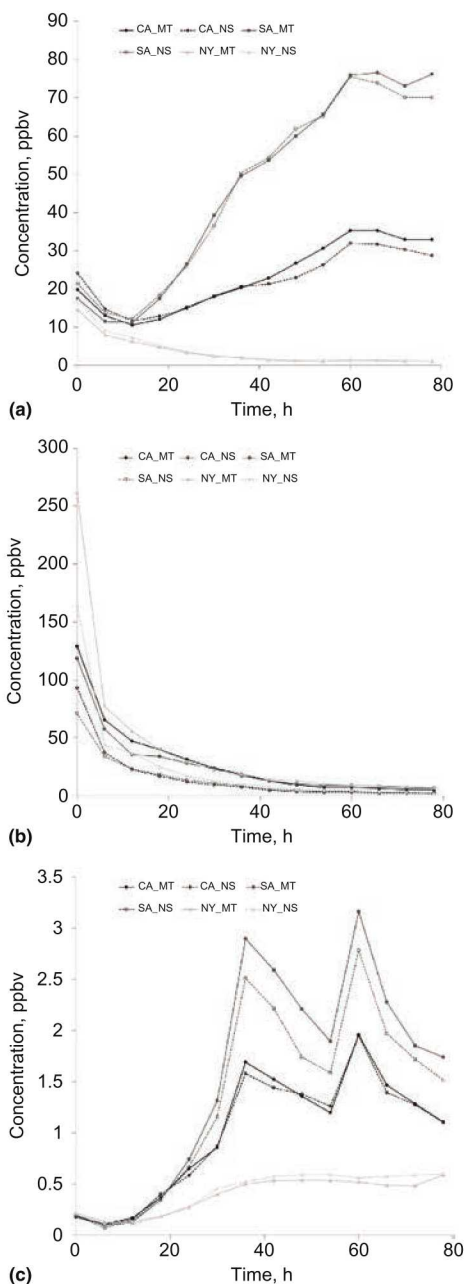 90
80
70
60
50
40
30
20
10
0
Concentration, ppbv
CA_MT CA_NS SA_MT
SA_NS NY_MT NY_NS
0 20 40 60 80
(a) Time, h
300
250
200
150
100
50
0
Concentration, ppbv
CA_MT CA_NS SA_MT
SA_NS NY_MT NY_NS
0 20 40 60 80
(b) Time, h
3.5
3
2.5
2
1.5
1
0.5
0
Concentration, ppbv
CA_MT CA_NS SA_MT
SA_NS NY_MT NY_NS
0 20 40 60 80
(c) Time, h